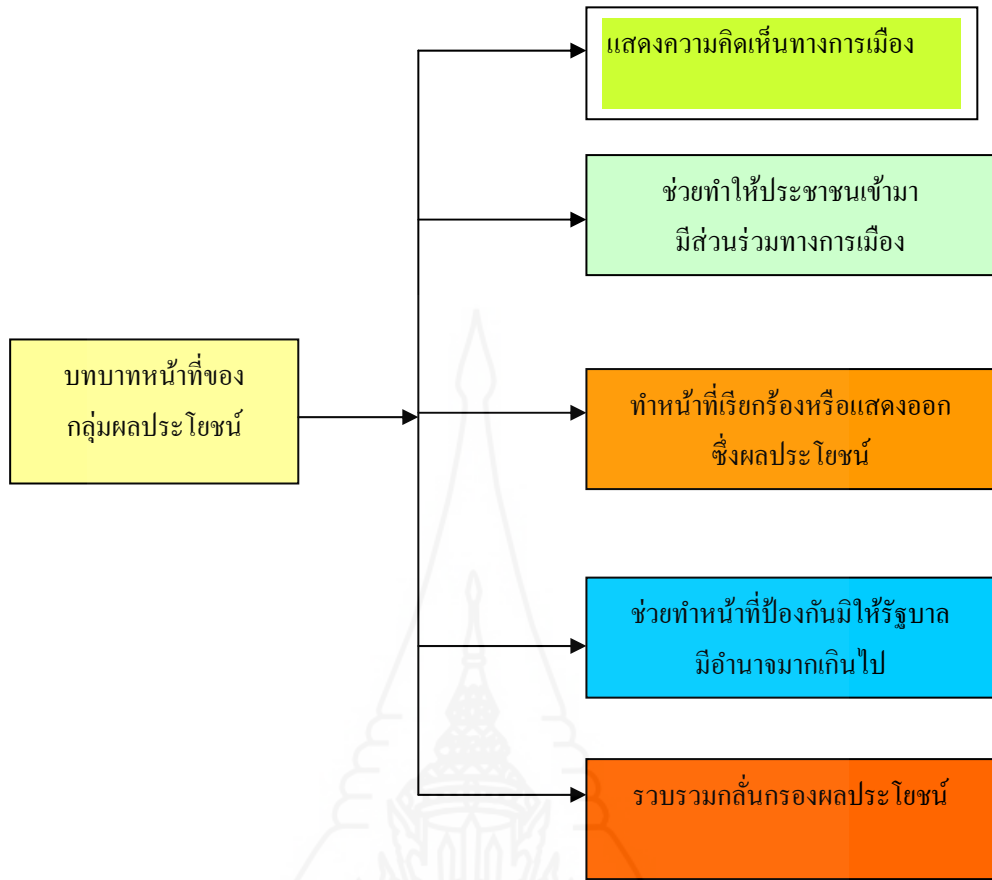 แสดงความคิดเห็นทางการเมือง
ช่วยทำให้ประชาชนเข้ามา
มีส่วนร่วมทางการเมือง
บทบาทหน้าที่ของ
กลุ่มผลประโยชน์
ทำหน้าที่เรียกร้องหรือแสดงออก
ซึ่งผลประโยชน์
ช่วยทำหน้าที่ป้องกันมิให้รัฐบาล
มีอำนาจมากเกินไป
รวบรวมกลั่นกรองผลประโยชน์